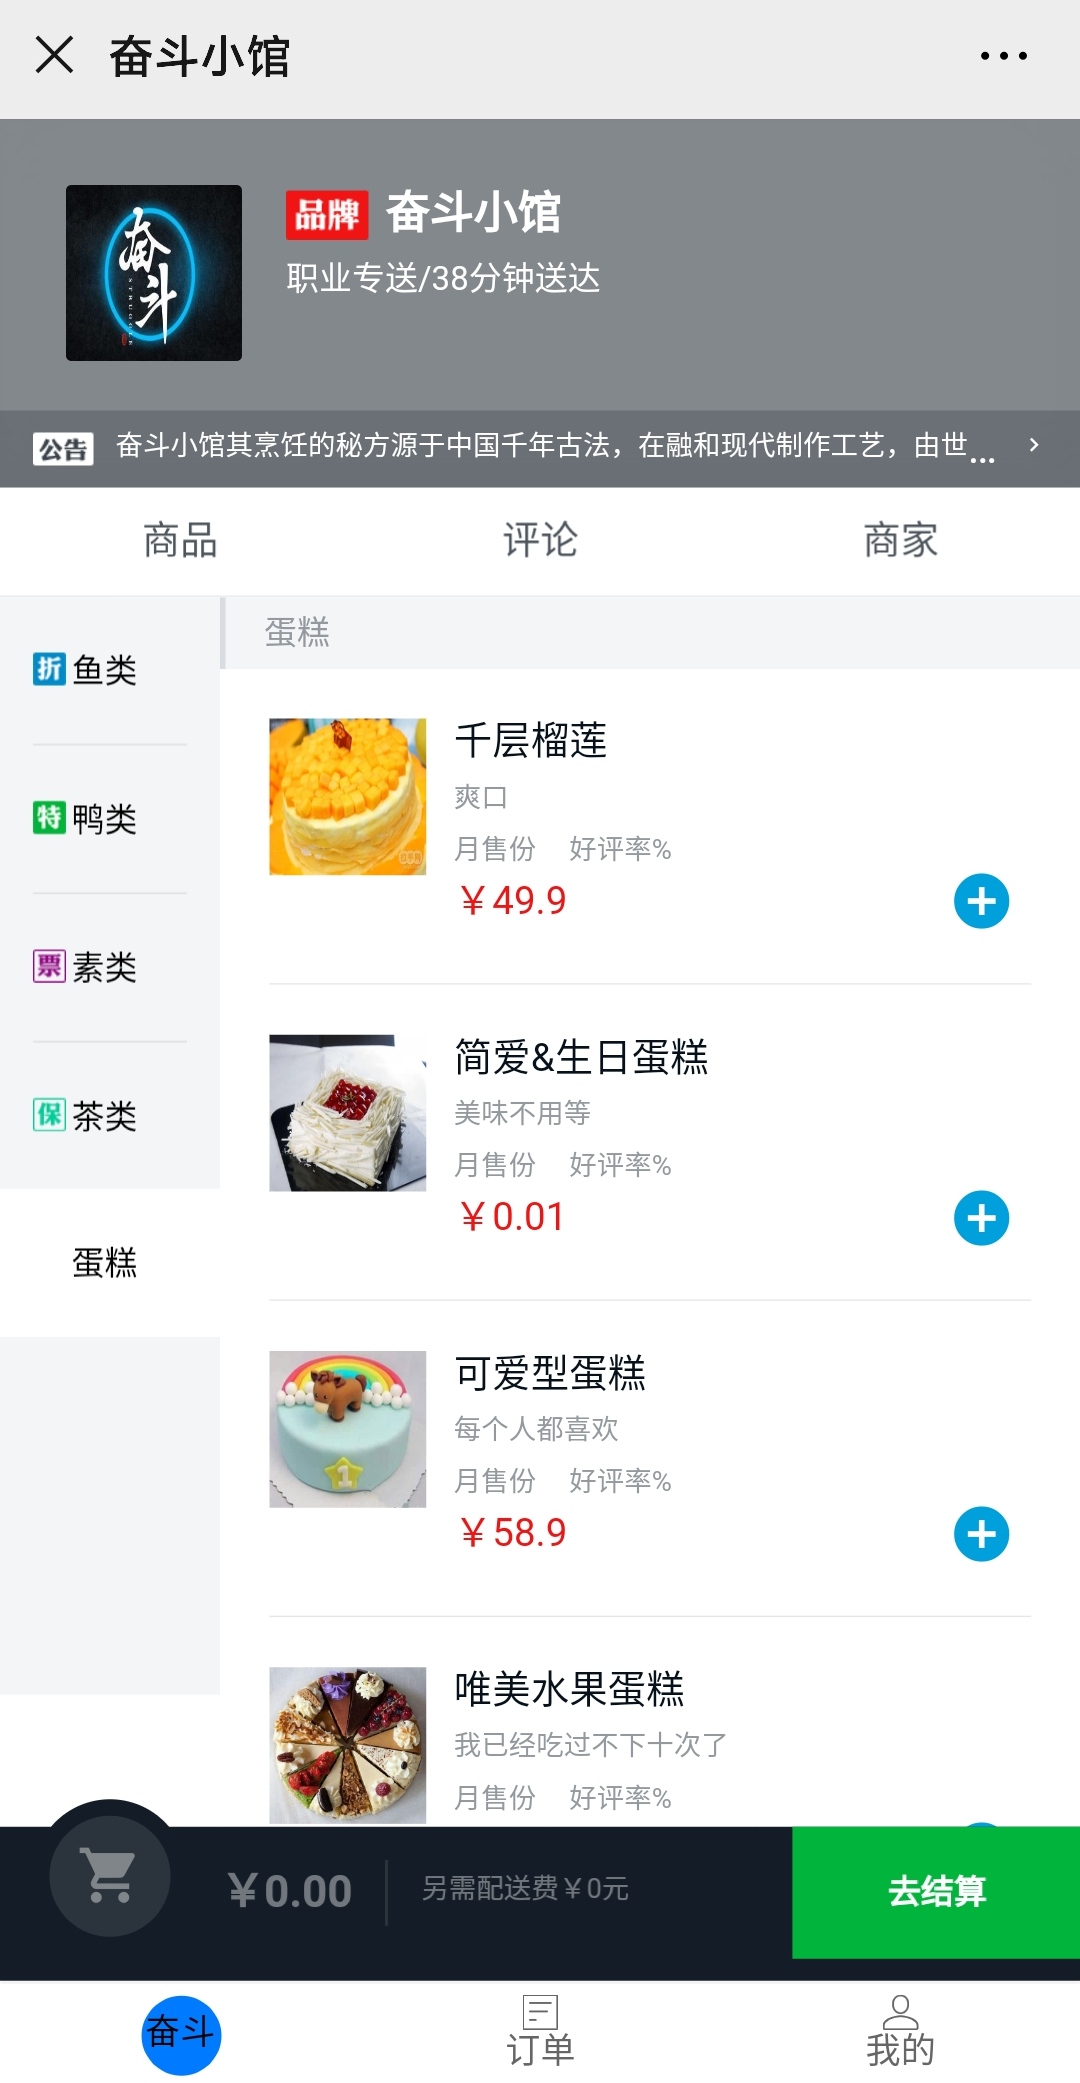 奋斗小馆
奋斗
品牌 奋斗小馆
职业专送/38分钟送达
公告 奋斗小馆其烹饪的秘方源于中国千年古法，在融和现代制作工艺，由世...
商品 评论 商家
折 鱼类
特 鸭类
票 素类
保 茶类
蛋糕
蛋糕
千层榴莲
爽口
月售份 好评率%
￥49.9
简爱&生日蛋糕
美味不用等
月售份 好评率%
￥0.01
可爱型蛋糕
每个人都喜欢
月售份 好评率%
￥58.9
1
唯美水果蛋糕
我已经吃过不下十次了
月售份 好评率%
￥0.00 另需配送费￥0元 去结算
奋斗 订单 我的